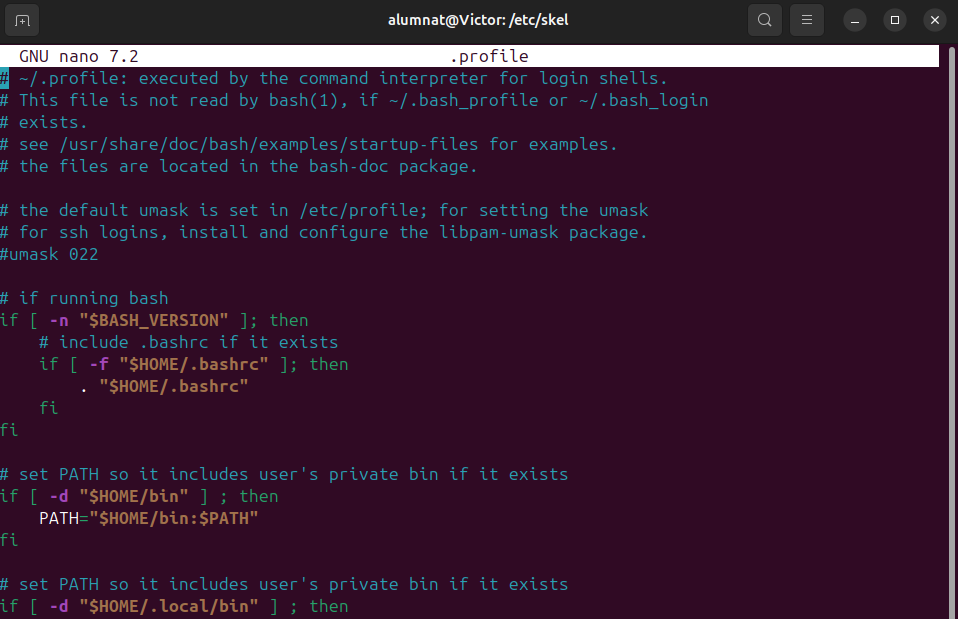 alumnat@Victor: /etc/skel
GNU nano 7.2 .profile
# ~/.profile: executed by the command interpreter for login shells.
# This file is not read by bash(1), if ~/.bash_profile or ~/.bash_login
# exists.
# see /usr/share/doc/bash/examples/startup-files for examples.
# the files are located in the bash-doc package.

# the default umask is set in /etc/profile; for setting the umask
# for ssh logins, install and configure the libpam-umask package.
#umask 022

# if running bash
if [ -n "$BASH_VERSION" ]; then
    # include .bashrc if it exists
    if [ -f "$HOME/.bashrc" ]; then
        . "$HOME/.bashrc"
    fi
fi

# set PATH so it includes user's private bin if it exists
if [ -d "$HOME/bin" ] ; then
    PATH="$HOME/bin:$PATH"
fi

# set PATH so it includes user's private bin if it exists
if [ -d "$HOME/.local/bin" ] ; then